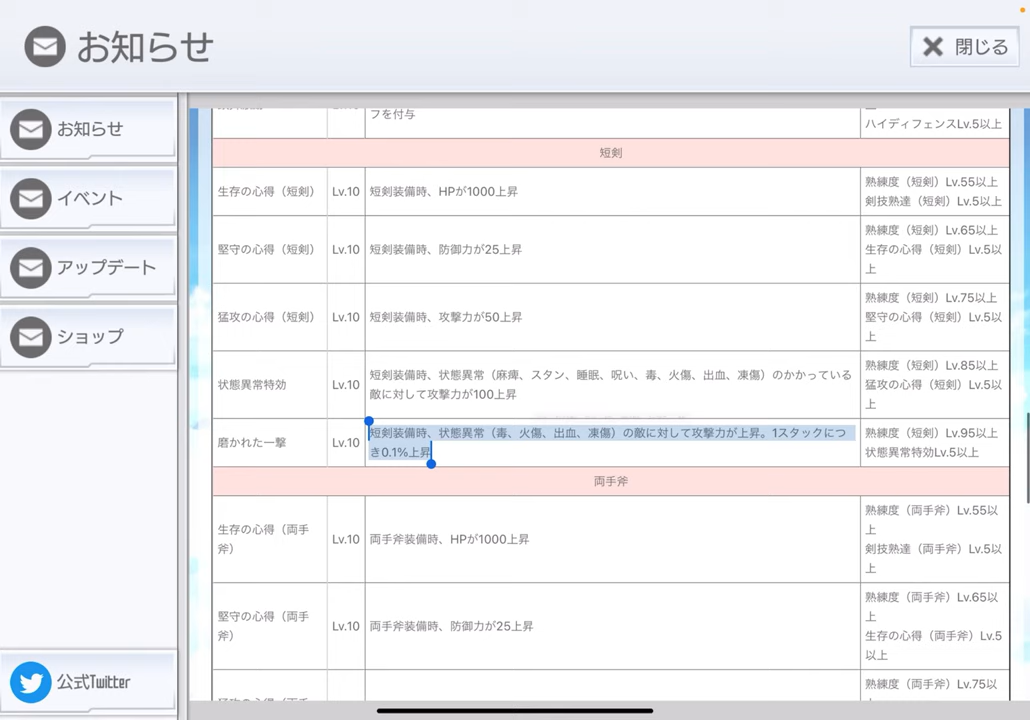 お知らせ
閉じる
お知らせ
イベント
アップデート
ショップ
公式Twitter
フを付与
ハイディフェンスLv.5以上
短剣
生存の心得（短剣）
Lv.10
短剣装備時、HPが1000上昇
熟練度（短剣）Lv.55以上
剣技熟達（短剣）Lv.5以上
堅守の心得（短剣）
Lv.10
短剣装備時、防御力が25上昇
熟練度（短剣）Lv.65以上
生存の心得（短剣）Lv.5以
上
猛攻の心得（短剣）
Lv.10
短剣装備時、攻撃力が50上昇
熟練度（短剣）Lv.75以上
堅守の心得（短剣）Lv.5以
上
状態異常特効
Lv.10
短剣装備時、状態異常（麻痺、スタン、睡眠、呪い、毒、火傷、出血、凍傷）のかかっている
敵に対して攻撃力が100上昇
熟練度（短剣）Lv.85以上
猛攻の心得（短剣）Lv.5以
上
磨かれた一撃
Lv.10
短剣装備時、状態異常（毒、火傷、出血、凍傷）の敵に対して攻撃力が上昇。1スタックにつ
き0.1%上昇
熟練度（短剣）Lv.95以上
状態異常特効Lv.5以上
両手斧
生存の心得（両手
斧）
Lv.10
両手斧装備時、HPが1000上昇
熟練度（両手斧）Lv.55以
上
剣技熟達（両手斧）Lv.5以
上
堅守の心得（両手
斧）
Lv.10
両手斧装備時、防御力が25上昇
熟練度（両手斧）Lv.65以
上
生存の心得（両手斧）Lv.5
以上
熟練度（両手斧）Lv.75以
上